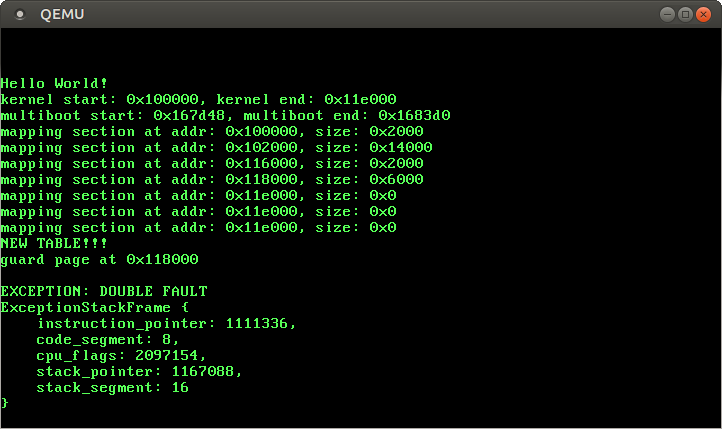 QEMU
Hello World!
kernel start: 0x100000, kernel end: 0x11e000
multiboot start: 0x167d48, multiboot end: 0x1683d0
mapping section at addr: 0x100000, size: 0x2000
mapping section at addr: 0x102000, size: 0x14000
mapping section at addr: 0x116000, size: 0x2000
mapping section at addr: 0x118000, size: 0x6000
mapping section at addr: 0x11e000, size: 0x0
mapping section at addr: 0x11e000, size: 0x0
mapping section at addr: 0x11e000, size: 0x0
NEW TABLE!!!
guard page at 0x118000
EXCEPTION: DOUBLE FAULT
ExceptionStackFrame {
    instruction_pointer: 1111336,
    code_segment: 8,
    cpu_flags: 2097154,
    stack_pointer: 1167088,
    stack_segment: 16
}